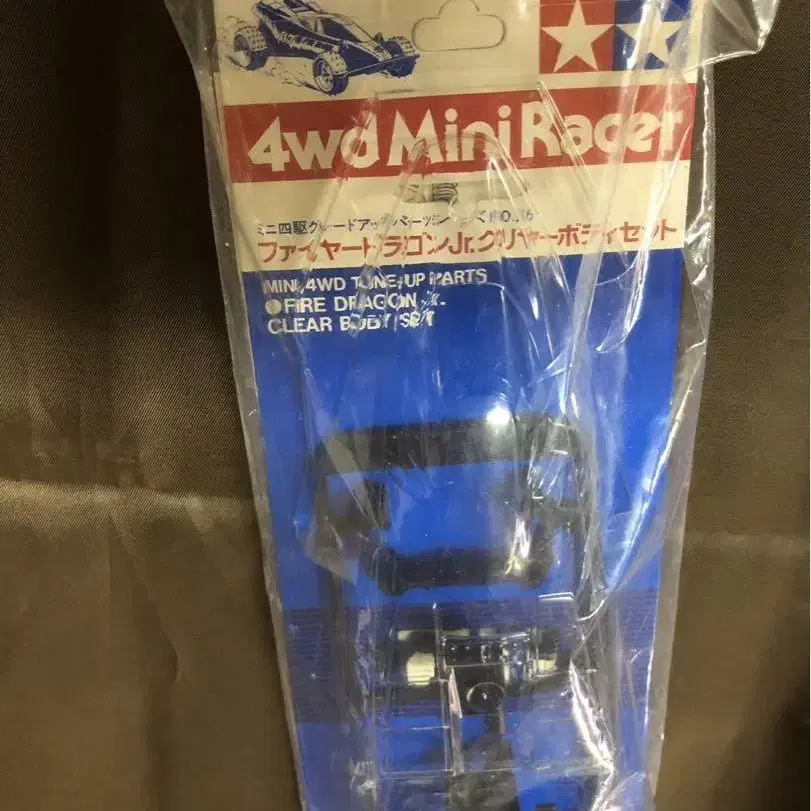 4wd Mini Racer
ミニ四駆グレードアップパーツシリーズ NO.16
ファイヤードラゴンJr.クリヤーボディセット
MINI 4WD TUNE-UP PARTS
●FIRE DRAGON JR.
CLEAR BODY SET